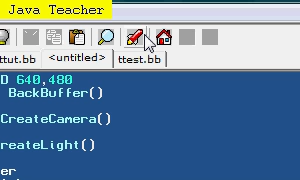 Java Teacher
ttut.bb <untitled> ttest.bb
D 640,480
BackBuffer()
CreateCamera()
reateLight()
er